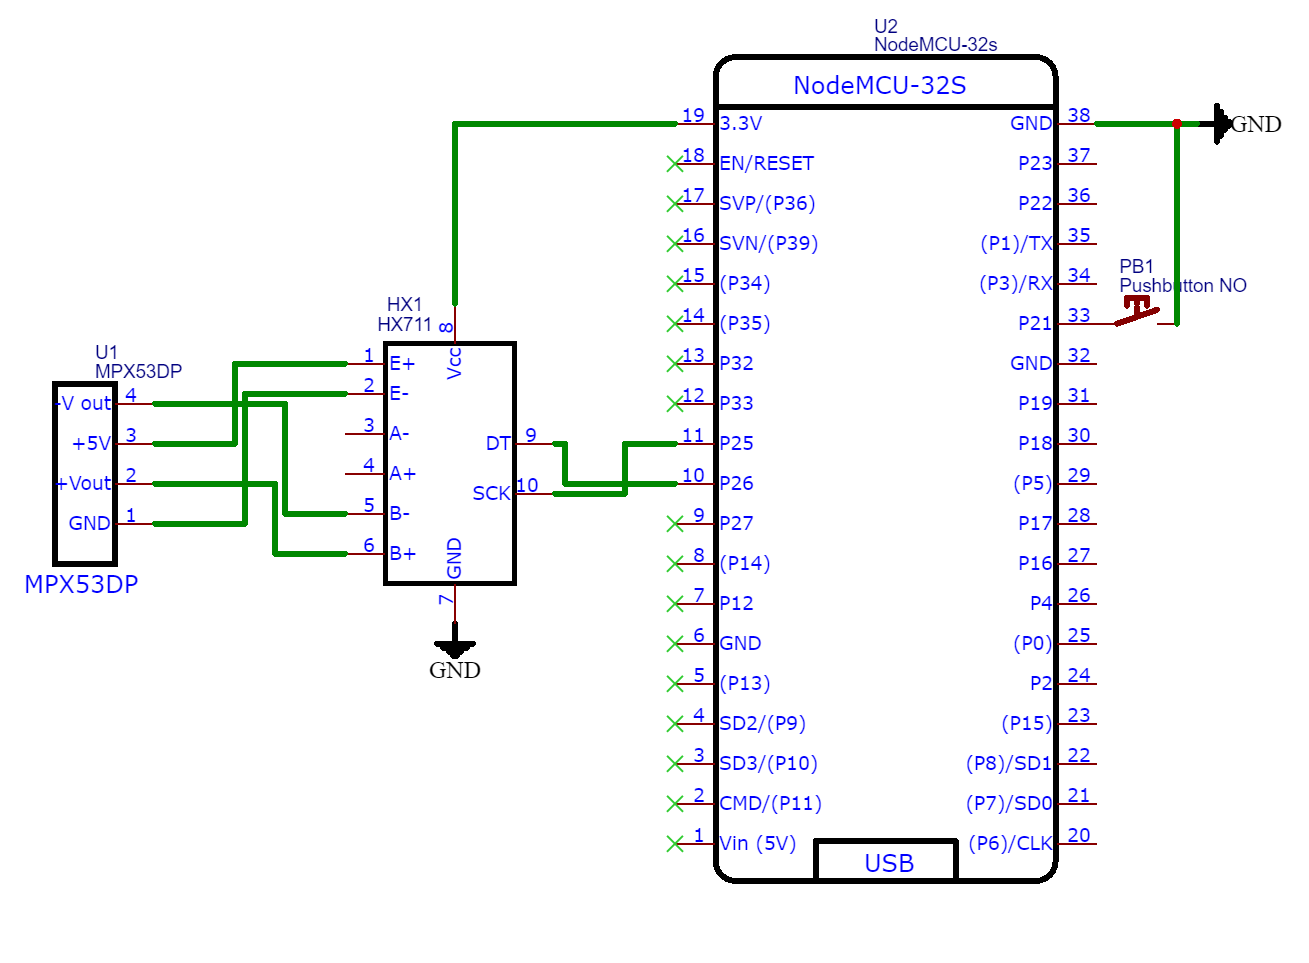 U2
NodeMCU-32s
NodeMCU-32S
19 3.3V
18 EN/RESET
17 SVP/(P36)
16 SVN/(P39)
15 (P34)
14 (P35)
13 P32
12 P33
11 P25
10 P26
9 P27
8 (P14)
7 P12
6 GND
5 (P13)
4 SD2/(P9)
3 SD3/(P10)
2 CMD/(P11)
1 Vin (5V)
GND 38
P23 37
P22 36
(P1)/TX 35
(P3)/RX 34
P21 33
GND 32
P19 31
P18 30
(P5) 29
P17 28
P16 27
P4 26
(P0) 25
P2 24
(P15) 23
(P8)/SD1 22
(P7)/SD0 21
(P6)/CLK 20
USB
GND
PB1
Pushbutton NO
HX1
HX711
8
Vcc
1 E+
2 E-
3 A-
4 A+
5 B-
6 B+
DT 9
SCK 10
GND
7
GND
U1
MPX53DP
-V out 4
+5V 3
+Vout 2
GND 1
MPX53DP